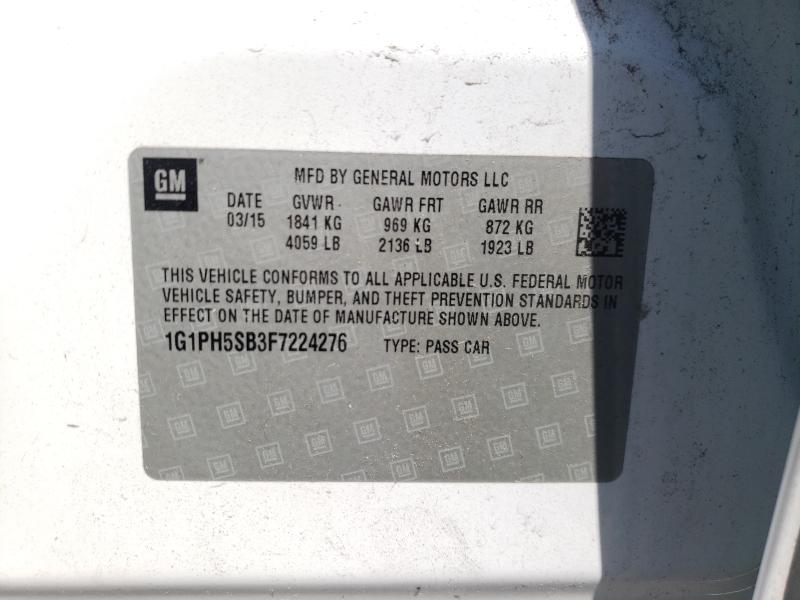 GM
MFD BY GENERAL MOTORS LLC
DATE GVWR GAWR FRT GAWR RR
03/15 1841 KG 969 KG 872 KG
4059 LB 2136 LB 1923 LB
THIS VEHICLE CONFORMS TO ALL APPLICABLE U.S. FEDERAL MOTOR
VEHICLE SAFETY, BUMPER, AND THEFT PREVENTION STANDARDS IN
EFFECT ON THE DATE OF MANUFACTURE SHOWN ABOVE.
1G1PH5SB3F7224276 TYPE: PASS CAR